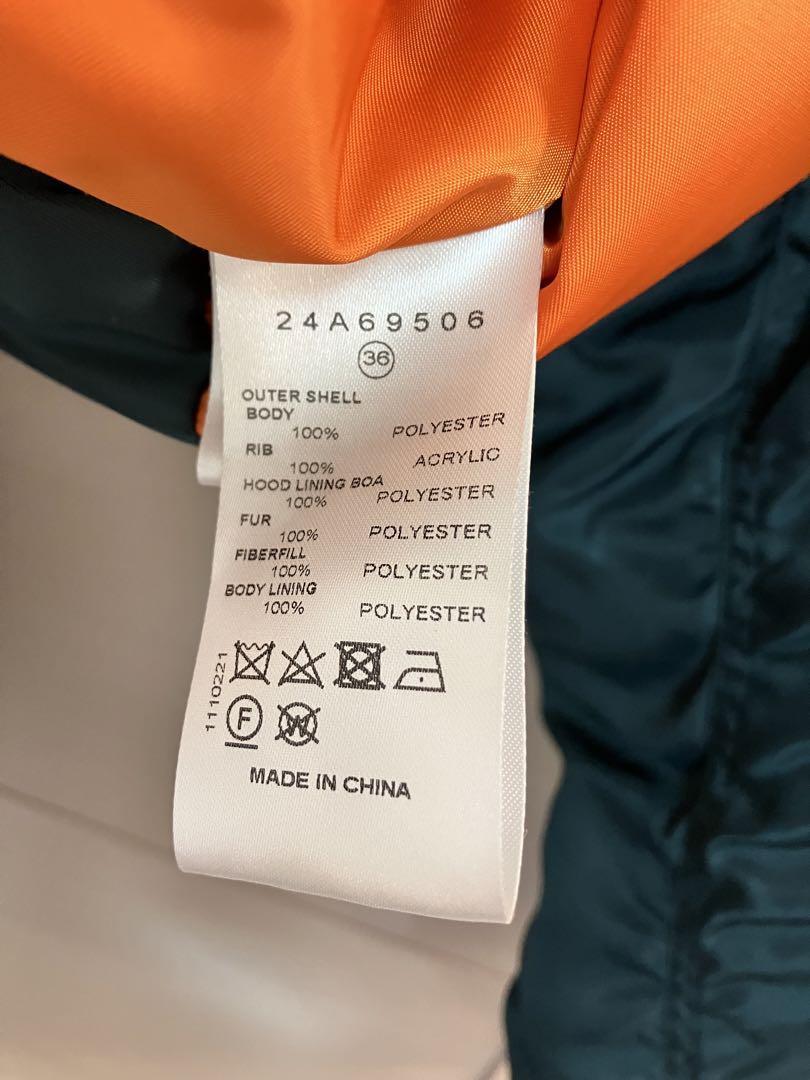 24A69506
36
OUTER SHELL
BODY
100% POLYESTER
RIB
100% ACRYLIC
HOOD LINING BOA
100% POLYESTER
FUR
100% POLYESTER
FIBERFILL
100% POLYESTER
BODY LINING
100% POLYESTER
1110221
F W
MADE IN CHINA